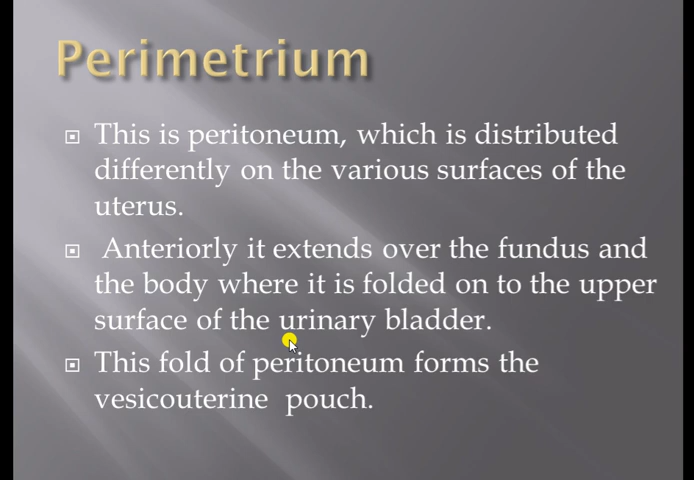 Perimetrium
This is peritoneum, which is distributed
differently on the various surfaces of the
uterus.
Anteriorly it extends over the fundus and
the body where it is folded on to the upper
surface of the urinary bladder.
This fold of peritoneum forms the
vesicouterine pouch.